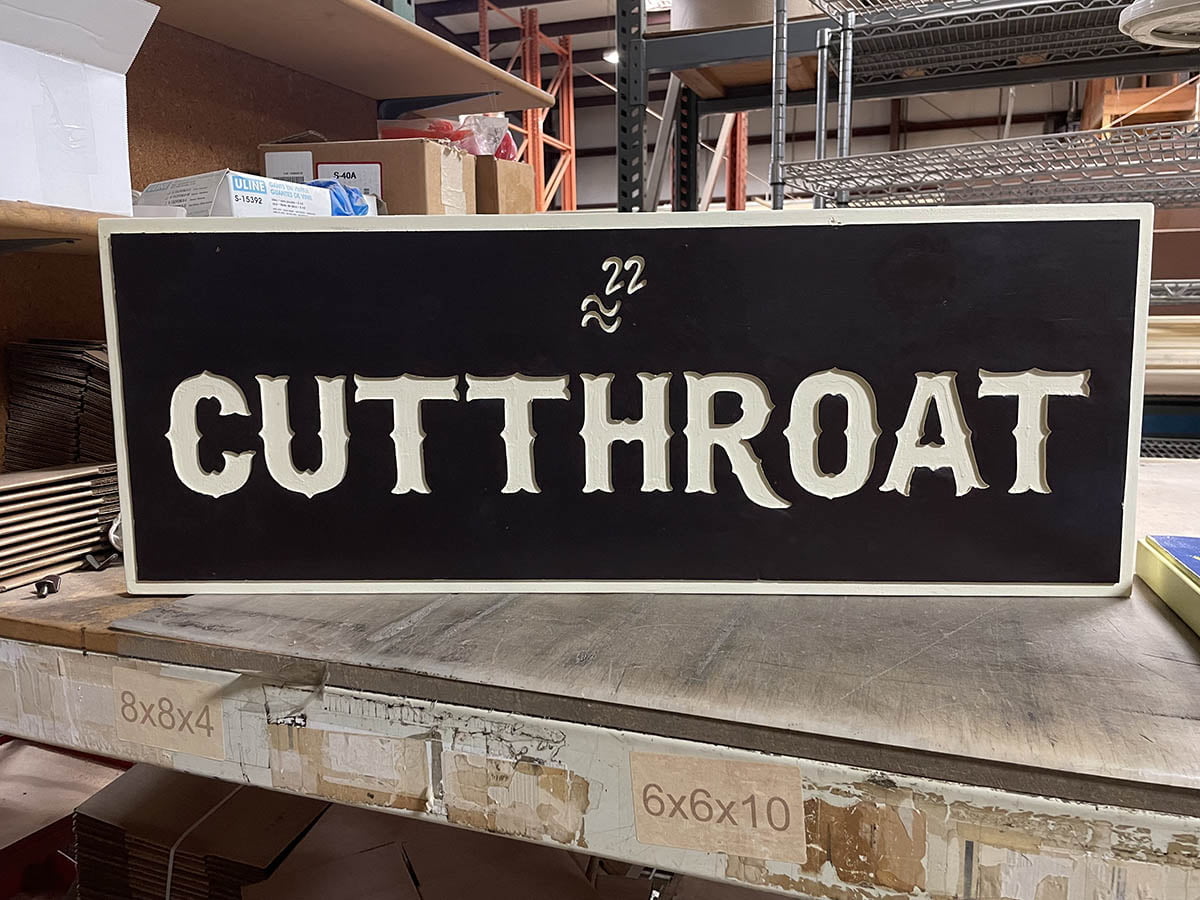 S-40A
ULINE
S-15392
22
CUTTHROAT
8x8x4
6x6x10